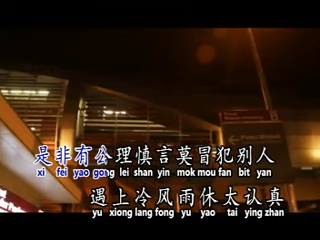 是非有公理慎言莫冒犯别人
xi fei yao gong lei shan yin mok mou fan bit yan
遇上冷风雨休太认真
yu xiong lang fong yu yao tai ying zhan